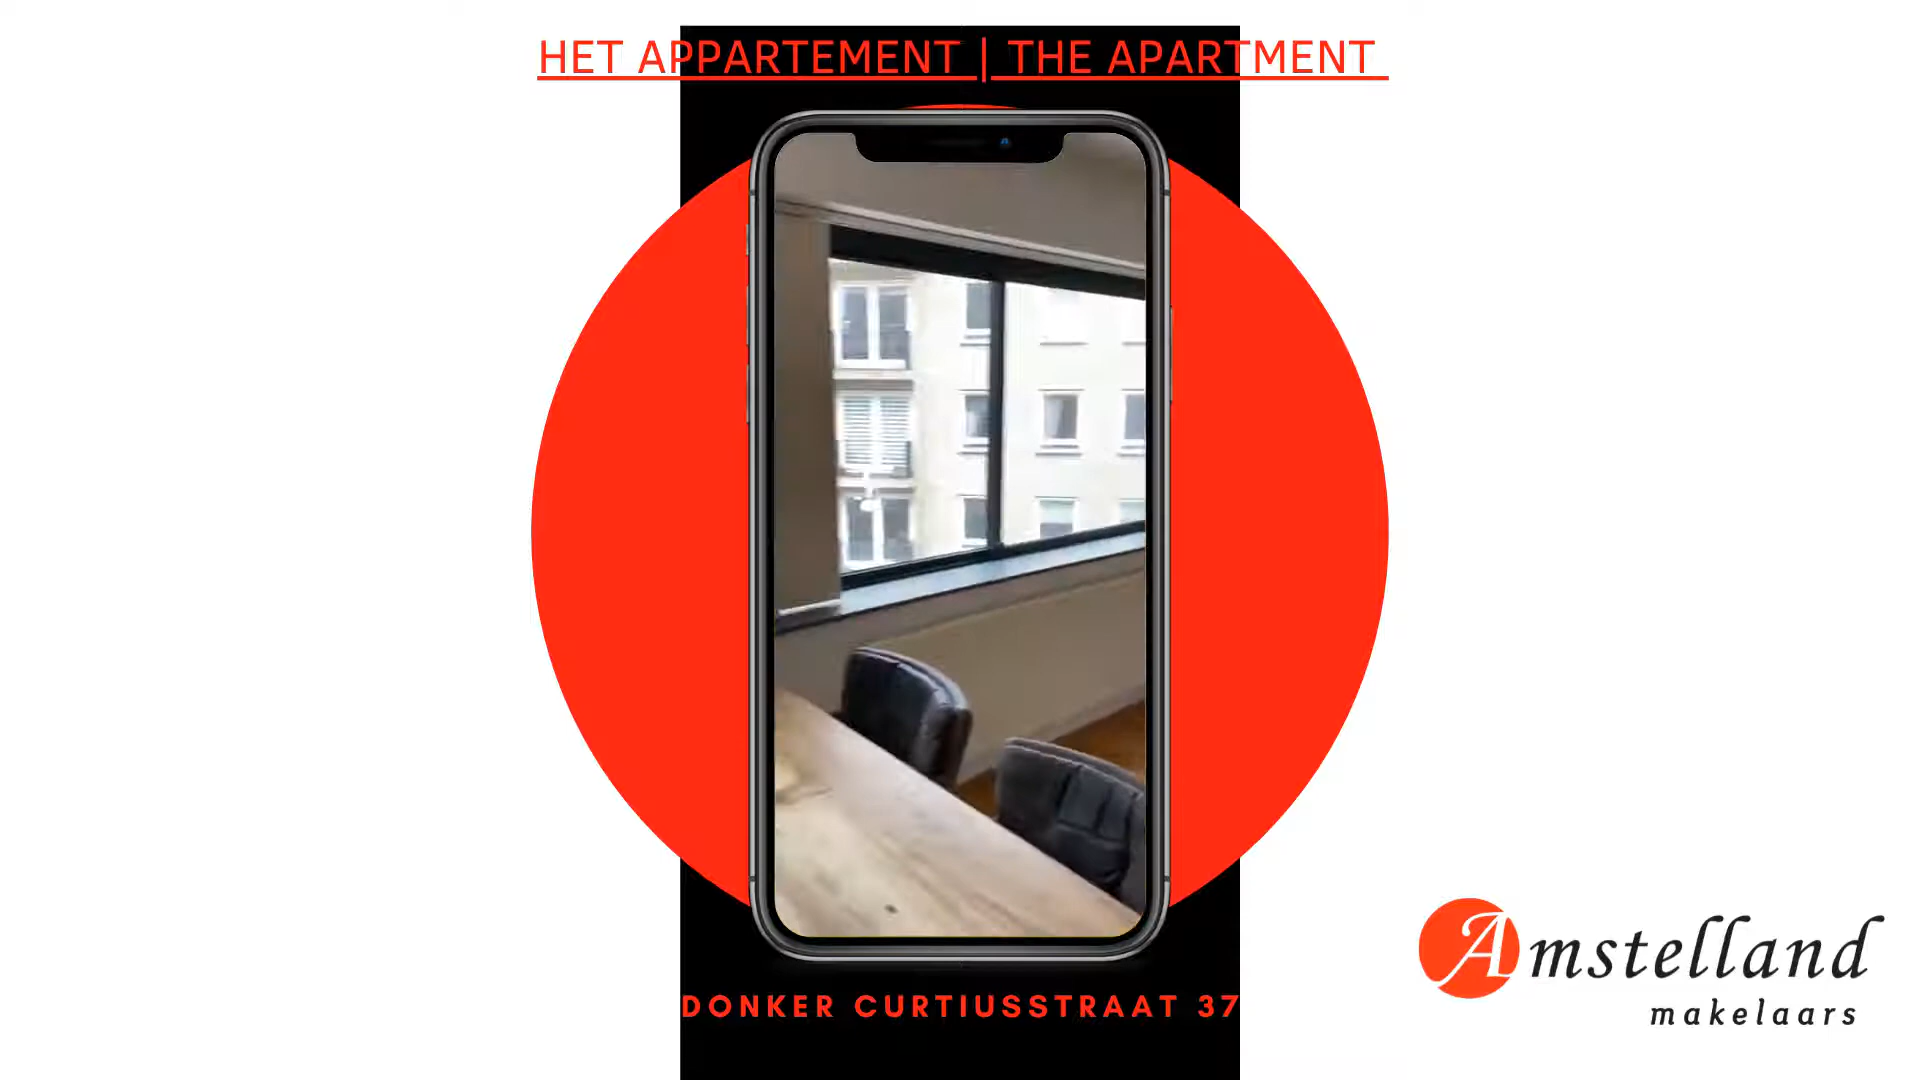 HET APPARTEMENT | THE APARTMENT
DONKER CURTIUSSTRAAT 37
Amstelland
makelaars